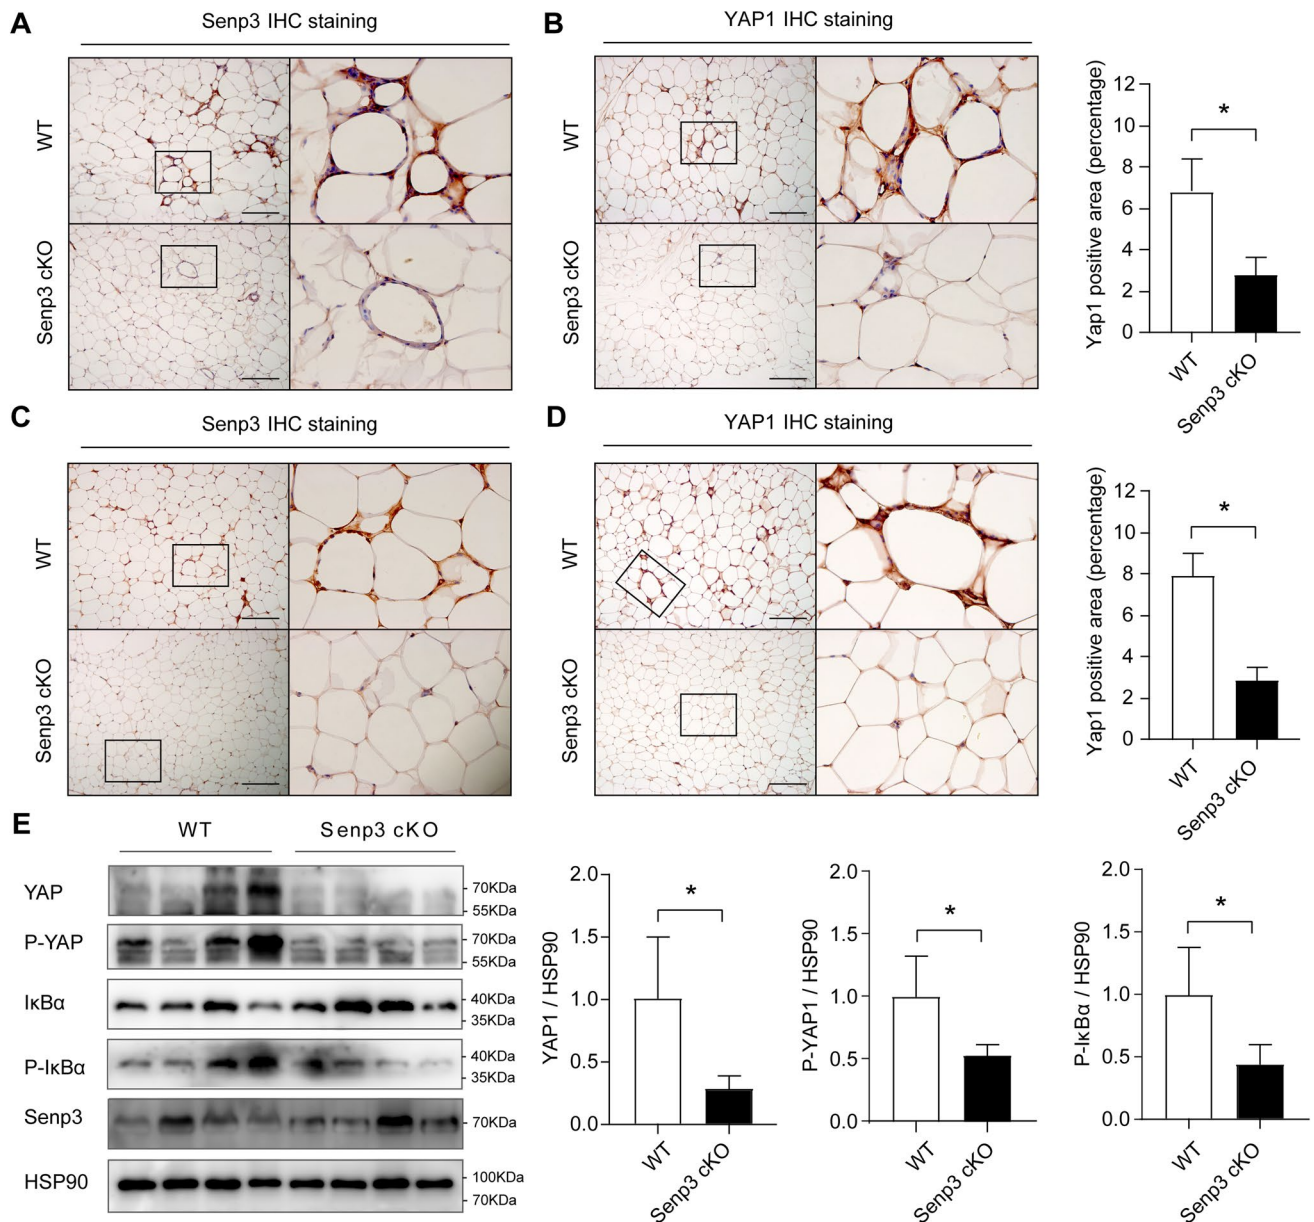 A
Senp3 IHC staining
WT
Senp3 cKO
B
YAP1 IHC staining
WT
Senp3 cKO
Yap1 positive area (percentage)
12
10
8
6
4
2
0
*
WT
Senp3 cKO
C
Senp3 IHC staining
WT
Senp3 cKO
D
YAP1 IHC staining
WT
Senp3 cKO
Yap1 positive area (percentage)
12
10
8
6
4
2
0
*
WT
Senp3 cKO
E
WT Senp3 cKO
YAP
70KDa
55KDa
P-YAP
70KDa
55KDa
IκBα
40KDa
35KDa
P-IκBα
40KDa
35KDa
Senp3
70KDa
HSP90
100KDa
70KDa
YAP1 / HSP90
2.0
1.5
1.0
0.5
0.0
*
WT
Senp3 cKO
P-YAP1 / HSP90
2.0
1.5
1.0
0.5
0.0
*
WT
Senp3 cKO
P-IκBα / HSP90
2.0
1.5
1.0
0.5
0.0
*
WT
Senp3 cKO